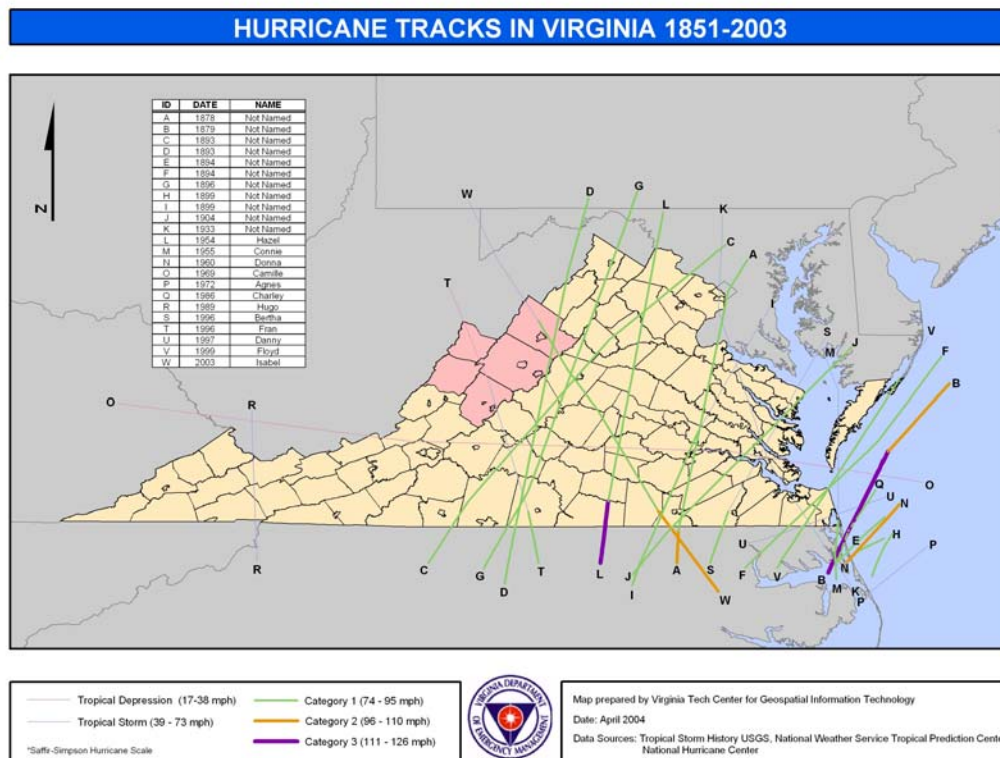 HURRICANE TRACKS IN VIRGINIA 1851-2003
ID DATE NAME
A 1878 Not Named
B 1879 Not Named
C 1893 Not Named
D 1893 Not Named
E 1894 Not Named
F 1894 Not Named
G 1896 Not Named
H 1899 Not Named
I 1899 Not Named
J 1904 Not Named
K 1933 Not Named
L 1954 Hazel
M 1955 Connie
N 1960 Donna
O 1969 Camille
P 1972 Agnes
Q 1986 Charley
R 1989 Hugo
S 1996 Bertha
T 1996 Fran
U 1997 Danny
V 1999 Floyd
W 2003 Isabel
N
W
D
G
L
K
C
A
T
I
S
V
M
J
F
B
O
R
Q
O
U
N
E
H
U
P
R
C
G
D
T
L
J
I
A
S
W
F
V
B
N
M
K
P
Tropical Depression (17-38 mph)
Tropical Storm (39 - 73 mph)
*Saffir-Simpson Hurricane Scale
Category 1 (74 - 95 mph)
Category 2 (96 - 110 mph)
Category 3 (111 - 126 mph)
VIRGINIA DEPARTMENT
OF EMERGENCY MANAGEMENT
Map prepared by Virginia Tech Center for Geospatial Information Technology
Date: April 2004
Data Sources: Tropical Storm History USGS, National Weather Service Tropical Prediction Cente
National Hurricane Center